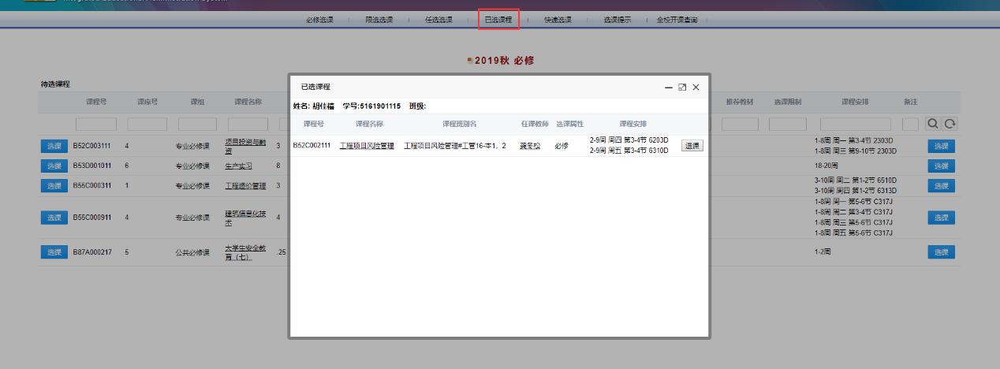 必修选课 限选选课 任选选课 已选课程 快速选课 选课提示 全校开课查询
2019秋 必修
待选课程
课程号 课序号 课组 课程名称 推荐教材 选课限制 课程安排 备注
选课 B52C003111 4 专业必修课 项目投资与融资 3 1-8周 周一 第3-4节 2303D 选课
1-8周 周三 第9-10节 2303D
选课 B53D001011 6 专业必修课 生产实习 8 18-20周 选课
选课 B55C000311 1 专业必修课 工程造价管理 3 3-10周 周二 第1-2节 6510D 选课
3-10周 周四 第1-2节 6313D
选课 B55C000911 4 专业必修课 建筑信息化技术 4 1-8周 周一 第5-6节 C317J 选课
1-8周 周二 第3-4节 C317J
1-8周 周三 第5-6节 C317J
1-8周 周五 第5-6节 C317J
选课 B87A000217 5 公共必修课 大学生安全教育（七） .25 1-2周 选课
已选课程
姓名: 胡佳禧 学号:5161901115 班级:
课程号 课程名称 课程班别名 任课教师 选课属性 课程安排
B52C002111 工程项目风险管理 工程项目风险管理#工管16-本1，2 龚冬松 必修 2-9周 周四 第3-4节 6203D 退课
2-9周 周五 第3-4节 6310D